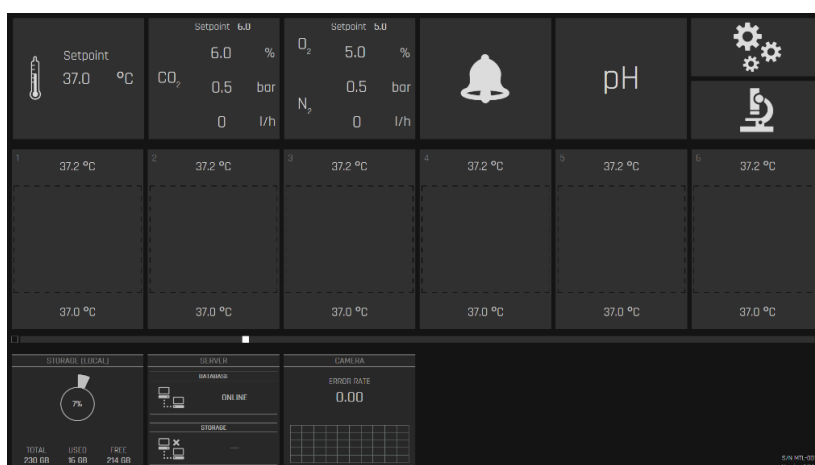 Setpoint
37.0 °C
Setpoint 6.0
CO2
6.0 %
0.5 bar
0 l/h
Setpoint 5.0
O2
5.0 %
N2
0.5 bar
0 l/h
pH
1
37.2 °C
37.0 °C
2
37.2 °C
37.0 °C
3
37.2 °C
37.0 °C
4
37.2 °C
37.0 °C
5
37.2 °C
37.0 °C
6
37.2 °C
37.0 °C
STORAGE (LOCAL)
7%
TOTAL USED FREE
230 GB 16 GB 214 GB
SERVER
DATABASE
ONLINE
STORAGE
---
CAMERA
ERROR RATE
0.00
S/N MTL-00